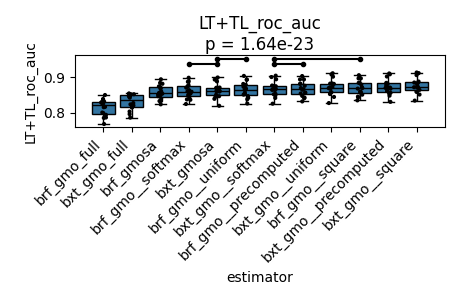 LT+TL_roc_auc
p = 1.64e-23
LT+TL_roc_auc
0.9
0.8
brf_gmo_full
bxt_gmo_full
brf_gmosa
brf_gmo__softmax
bxt_gmosa
brf_gmo__uniform
bxt_gmo__softmax
brf_gmo__precomputed
bxt_gmo__uniform
brf_gmo__square
bxt_gmo__precomputed
bxt_gmo__square
estimator